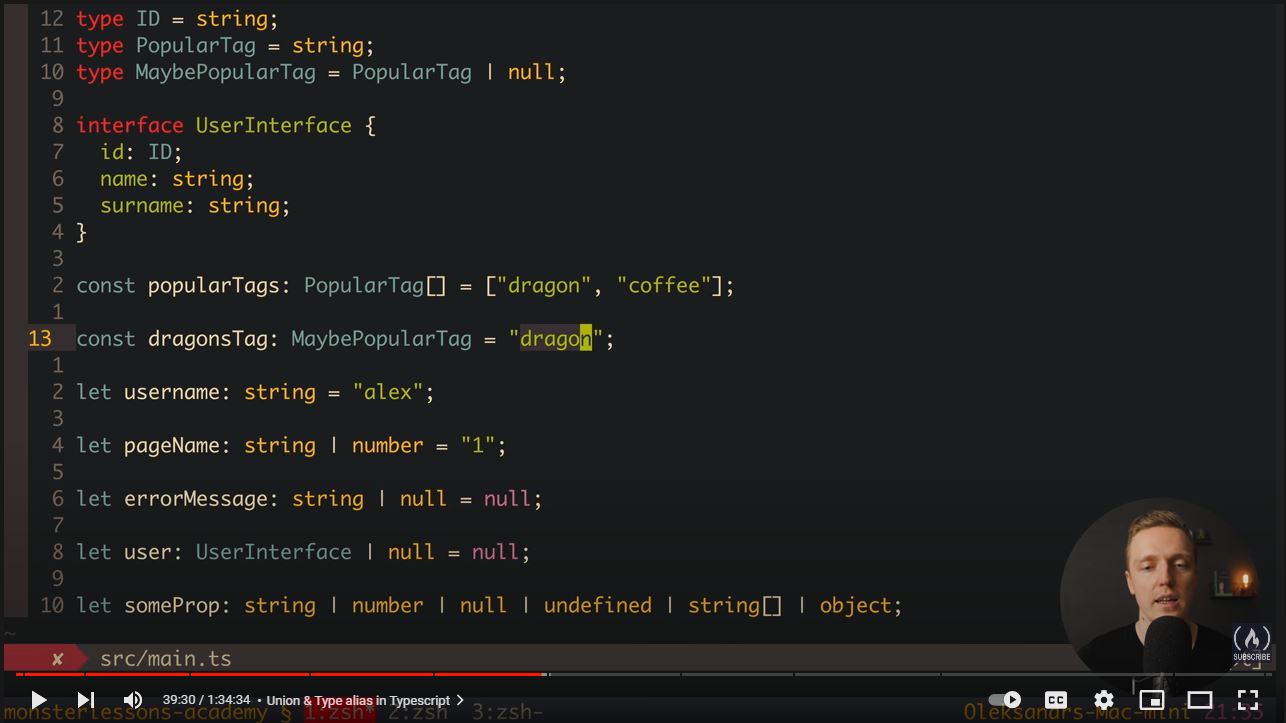 12 type ID = string;
11 type PopularTag = string;
10 type MaybePopularTag = PopularTag | null;
9
8 interface UserInterface {
7   id: ID;
6   name: string;
5   surname: string;
4 }
3
2 const popularTags: PopularTag[] = ["dragon", "coffee"];
1
13 const dragonsTag: MaybePopularTag = "dragon";
1
2 let username: string = "alex";
3
4 let pageName: string | number = "1";
5
6 let errorMessage: string | null = null;
7
8 let user: UserInterface | null = null;
9
10 let someProp: string | number | null | undefined | string[] | object;
~
SUBSCRIBE
✘ src/main.ts
39:30 / 1:34:34 • Union & Type alias in Typescript
CC
monsterlessons-academy § 1:zsh* 2:zsh 3:zsh- Oleksandrs-Mac-mini 21:35